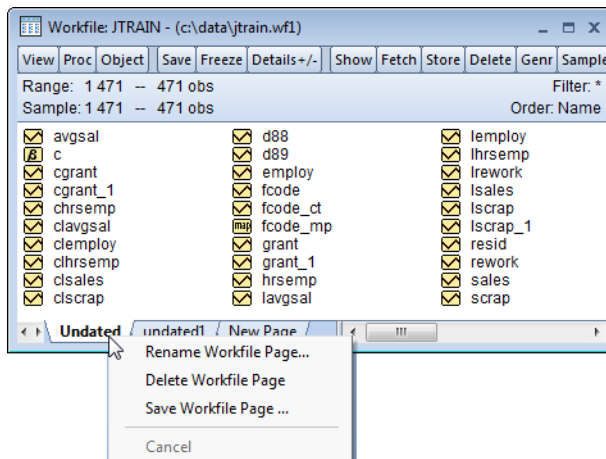 Workfile: JTRAIN - (c:\data\jtrain.wf1)
View Proc Object Save Freeze Details+/- Show Fetch Store Delete Genr Sample
Range: 1 471 -- 471 obs Filter: *
Sample: 1 471 -- 471 obs Order: Name
avgsal d88 lemploy
β c d89 lhrsemp
cgrant employ lrework
cgrant_1 fcode lsales
chrsemp fcode_ct lscrap
clavgsal map fcode_mp lscrap_1
clemploy grant resid
clhrsemp grant_1 rework
clsales hrsemp sales
clscrap lavgsal scrap
Undated undated1 New Page
Rename Workfile Page...
Delete Workfile Page
Save Workfile Page ...
Cancel